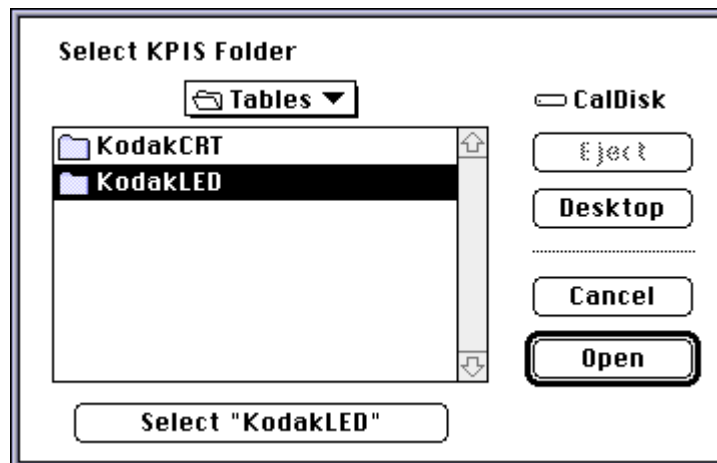 Select KPIS Folder
Tables
CalDisk
KodakCRT
KodakLED
Eject
Desktop
Cancel
Open
Select "KodakLED"